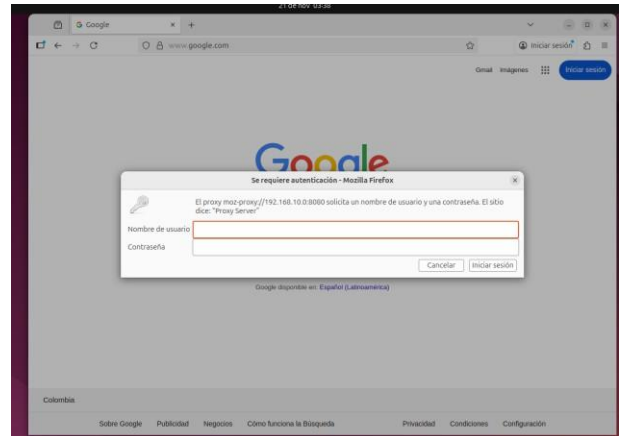 21 de nov 03:38
Google
www.google.com
Iniciar sesión
Gmail Imágenes Iniciar sesión
Google
Se requiere autenticación - Mozilla Firefox
El proxy moz-proxy://192.168.10.0:8080 solicita un nombre de usuario y una contraseña. El sitio
dice: "Proxy Server"
Nombre de usuario
Contraseña
Cancelar Iniciar sesión
Google disponible en: Español (Latinoamérica)
Colombia
Sobre Google Publicidad Negocios Cómo funciona la Búsqueda Privacidad Condiciones Configuración